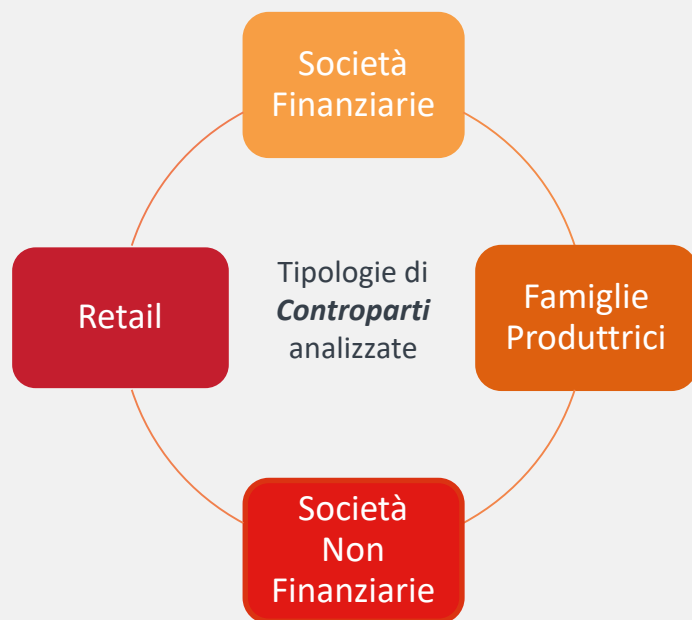 Società
Finanziarie
Retail
Tipologie di
Controparti
analizzate
Famiglie
Produttrici
Società
Non
Finanziarie